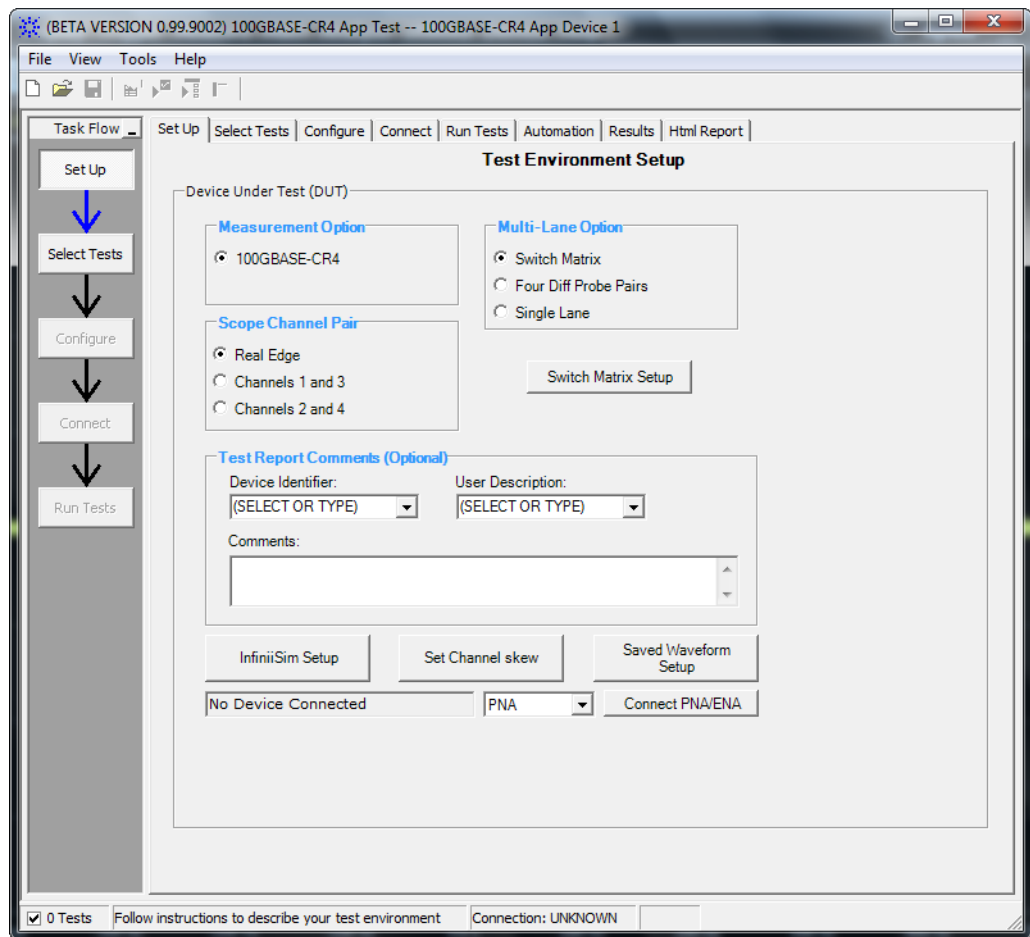 (BETA VERSION 0.99.9002) 100GBASE-CR4 App Test -- 100GBASE-CR4 App Device 1
File View Tools Help
Task Flow
Set Up
Select Tests
Configure
Connect
Run Tests
Set Up Select Tests Configure Connect Run Tests Automation Results Html Report
Test Environment Setup
Device Under Test (DUT)
Measurement Option
100GBASE-CR4
Multi-Lane Option
Switch Matrix
Four Diff Probe Pairs
Single Lane
Scope Channel Pair
Real Edge
Channels 1 and 3
Channels 2 and 4
Switch Matrix Setup
Test Report Comments (Optional)
Device Identifier: User Description:
(SELECT OR TYPE) (SELECT OR TYPE)
Comments:
InfiniiSim Setup
Set Channel skew
Saved Waveform
Setup
No Device Connected PNA Connect PNA/ENA
0 Tests Follow instructions to describe your test environment Connection: UNKNOWN